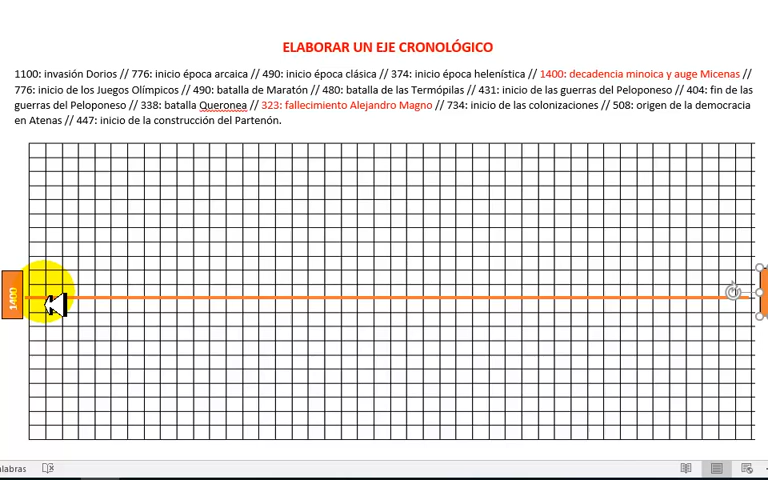 ELABORAR UN EJE CRONOLÓGICO
1100: invasión Dorios // 776: inicio época arcaica // 490: inicio época clásica // 374: inicio época helenística // 1400: decadencia minoica y auge Micenas //
776: inicio de los Juegos Olímpicos // 490: batalla de Maratón // 480: batalla de las Termópilas // 431: inicio de las guerras del Peloponeso // 404: fin de las
guerras del Peloponeso // 338: batalla Queronea // 323: fallecimiento Alejandro Magno // 734: inicio de las colonizaciones // 508: origen de la democracia
en Atenas // 447: inicio de la construcción del Partenón.
1400
alabras